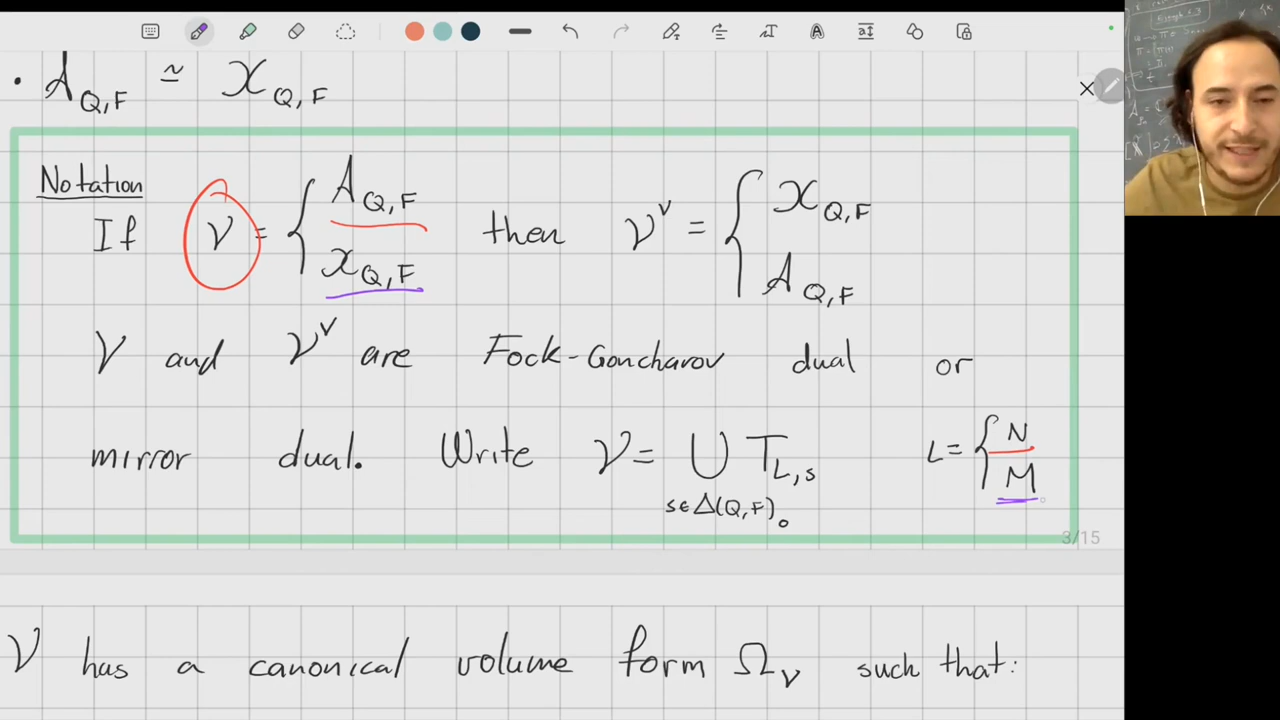 • A_{Q,F} ≃ X_{Q,F}
Notation
If V = { A_{Q,F} X_{Q,F} then V^∨ = { X_{Q,F} A_{Q,F}
V and V^∨ are Fock-Goncharov dual or
mirror dual. Write V = ⋃_{s∈Δ(Q,F)_0} T_{L,s} L = { N M
3/15
V has a canonical volume form Ω_V such that: